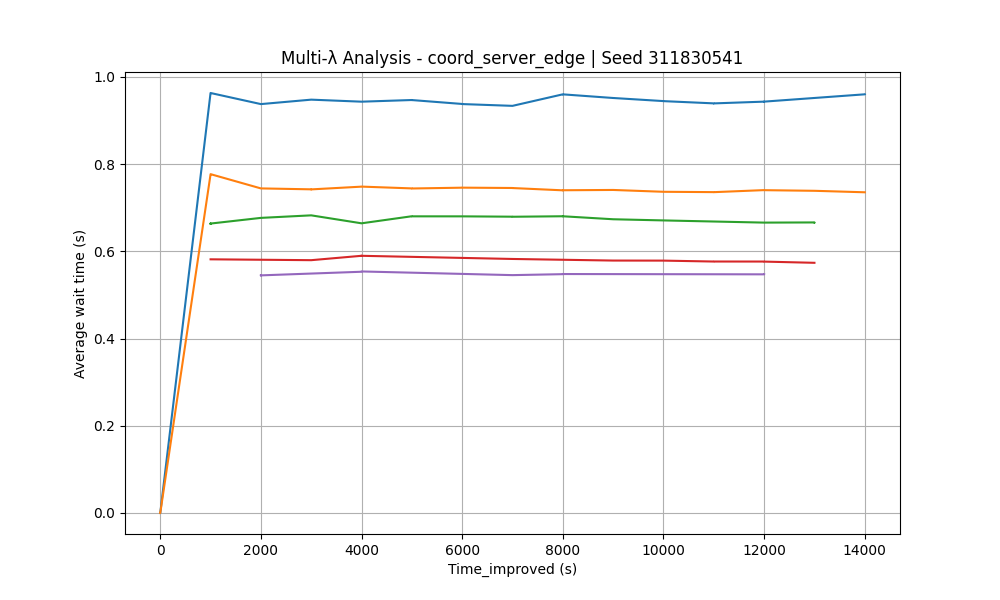 Multi-λ Analysis - coord_server_edge | Seed 311830541
1.0
0.8
0.6
0.4
0.2
0.0
Average wait time (s)
0 2000 4000 6000 8000 10000 12000 14000
Time_improved (s)